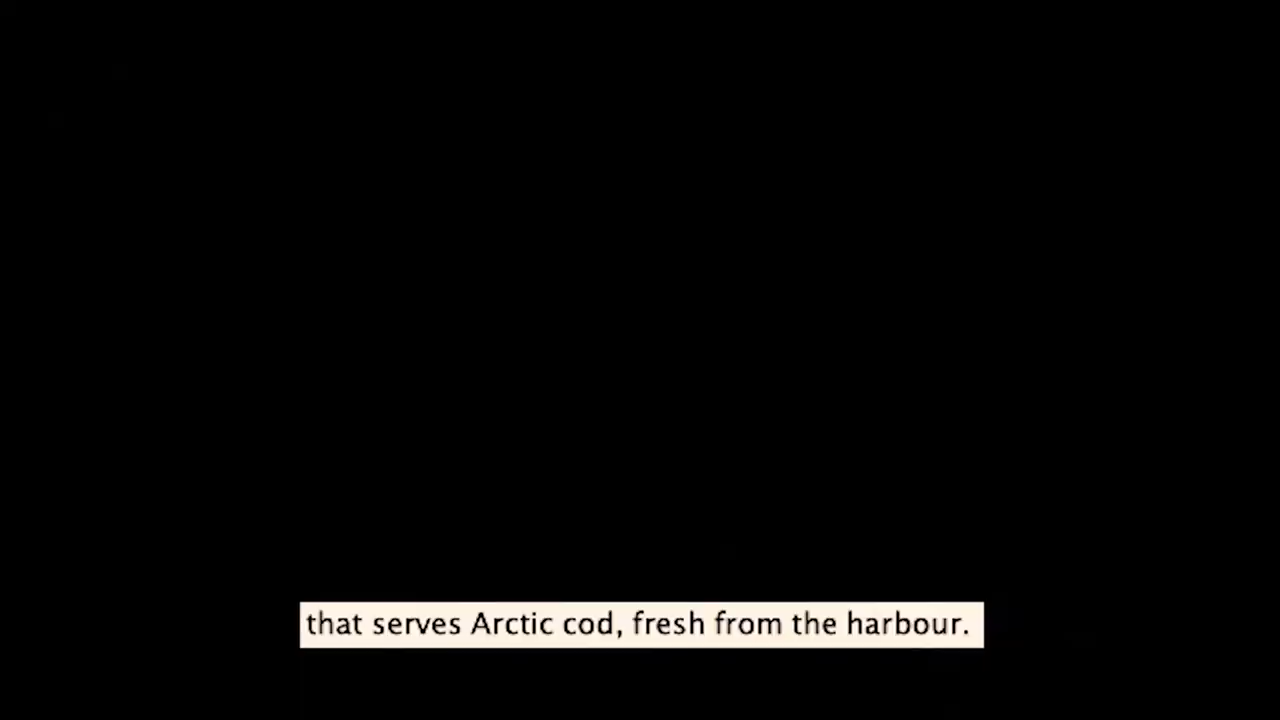 that serves Arctic cod, fresh from the harbour.